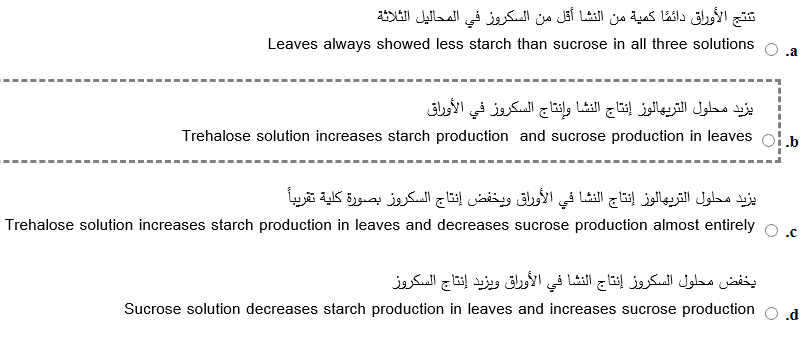 تنتج الأوراق دائمًا كمية من النشا أقل من السكروز في المحاليل الثلاثة
Leaves always showed less starch than sucrose in all three solutions
.a
يزيد محلول التريهالوز إنتاج النشا وإنتاج السكروز في الأوراق
Trehalose solution increases starch production and sucrose production in leaves
.b
يزيد محلول التريهالوز إنتاج النشا في الأوراق ويخفض إنتاج السكروز بصورة كلية تقريباً
Trehalose solution increases starch production in leaves and decreases sucrose production almost entirely
.c
يخفض محلول السكروز إنتاج النشا في الأوراق ويزيد إنتاج السكروز
Sucrose solution decreases starch production in leaves and increases sucrose production
.d